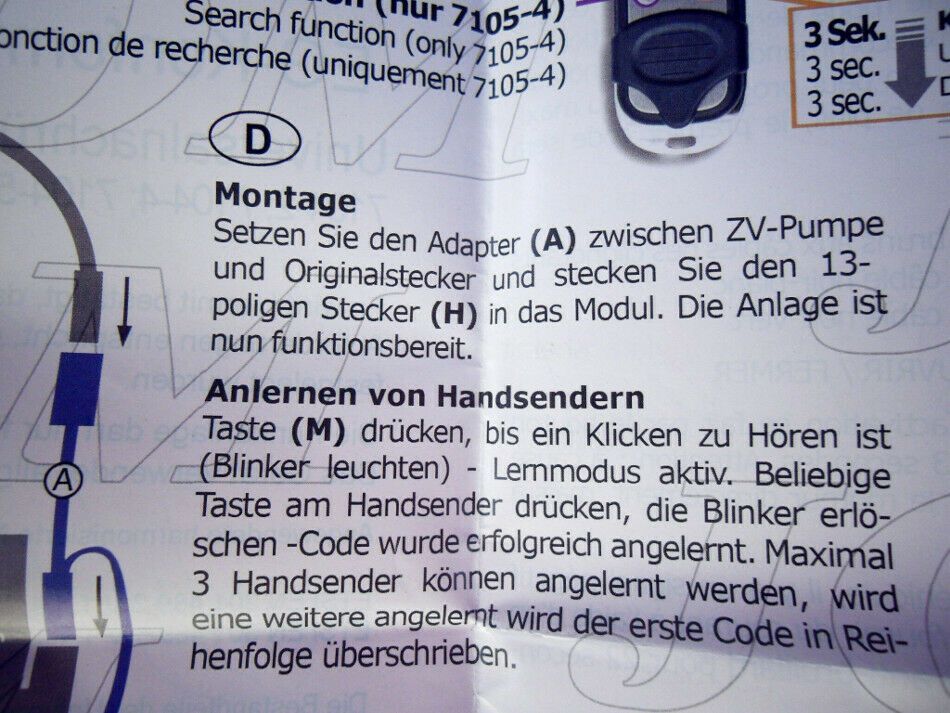 (nur 7105-4)
Search function (only 7105-4)
onction de recherche (uniquement 7105-4)
3 Sek.
3 sec.
3 sec.
D
Montage
Setzen Sie den Adapter (A) zwischen ZV-Pumpe
und Originalstecker und stecken Sie den 13-
poligen Stecker (H) in das Modul. Die Anlage ist
nun funktionsbereit.
Anlernen von Handsendern
Taste (M) drücken, bis ein Klicken zu Hören ist
(Blinker leuchten) - Lernmodus aktiv. Beliebige
Taste am Handsender drücken, die Blinker erlö-
schen -Code wurde erfolgreich angelernt. Maximal
3 Handsender können angelernt werden, wird
eine weitere angelernt wird der erste Code in Rei-
henfolge überschrieben.
A